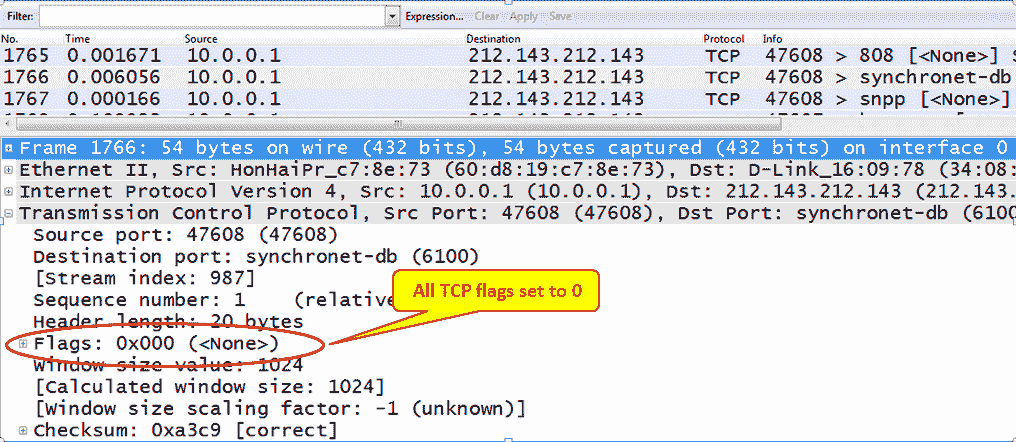 Filter: Expression... Clear Apply Save
No. Time Source Destination Protocol Info
1765 0.001671 10.0.0.1 212.143.212.143 TCP 47608 > 808 [<None>] S
1766 0.006056 10.0.0.1 212.143.212.143 TCP 47608 > synchronet-db
1767 0.000166 10.0.0.1 212.143.212.143 TCP 47608 > snpp [<None>]
Frame 1766: 54 bytes on wire (432 bits), 54 bytes captured (432 bits) on interface 0
Ethernet II, Src: HonHaiPr_c7:8e:73 (60:d8:19:c7:8e:73), Dst: D-Link_16:09:78 (34:08:
Internet Protocol Version 4, Src: 10.0.0.1 (10.0.0.1), Dst: 212.143.212.143 (212.143.
Transmission Control Protocol, Src Port: 47608 (47608), Dst Port: synchronet-db (6100
Source port: 47608 (47608)
Destination port: synchronet-db (6100)
[Stream index: 987]
Sequence number: 1 (relative
All TCP flags set to 0
Header length: 20 bytes
Flags: 0x000 (<None>)
Window size value: 1024
[Calculated window size: 1024]
[Window size scaling factor: -1 (unknown)]
Checksum: 0xa3c9 [correct]